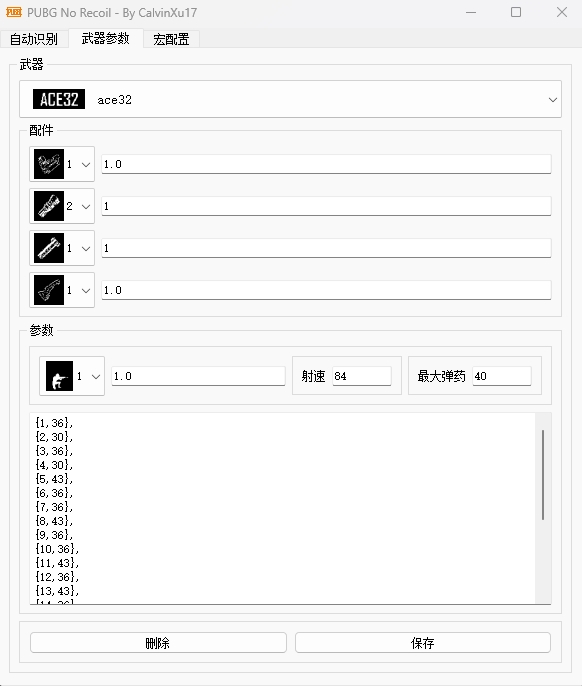 PUBG No Recoil - By CalvinXu17
自动识别 武器参数 宏配置
武器
ACE32 ace32
配件
1 1.0
2 1
1 1
1 1.0
参数
1 1.0 射速 84 最大弹药 40
{1,36},
{2,30},
{3,36},
{4,30},
{5,43},
{6,36},
{7,36},
{8,43},
{9,36},
{10,36},
{11,43},
{12,36},
{13,43},
删除 保存